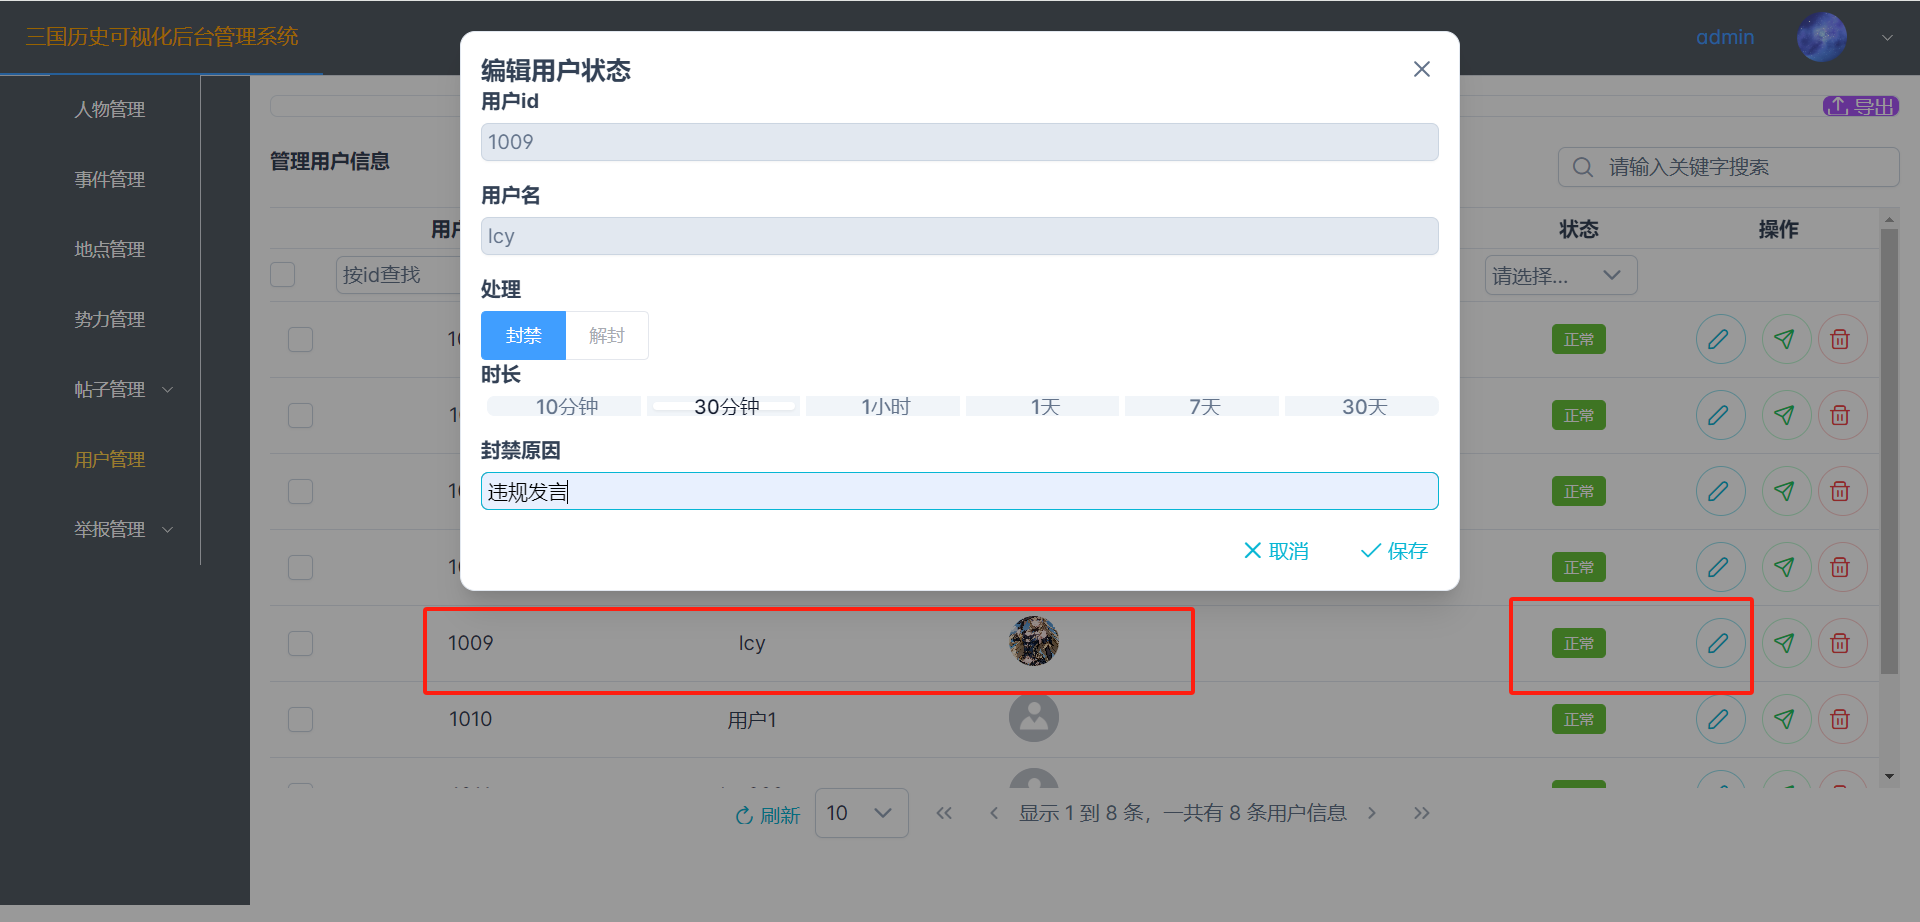 三国历史可视化后台管理系统
admin
人物管理
事件管理
地点管理
势力管理
帖子管理
用户管理
举报管理
导出
管理用户信息
请输入关键字搜索
状态
操作
按id查找
请选择...
编辑用户状态
用户id
1009
用户名
Icy
处理
封禁
解封
时长
10分钟
30分钟
1小时
1天
7天
30天
封禁原因
违规发言
取消
保存
正常
正常
正常
正常
1009
Icy
正常
1010
用户1
正常
刷新
10
显示 1 到 8 条，一共有 8 条用户信息